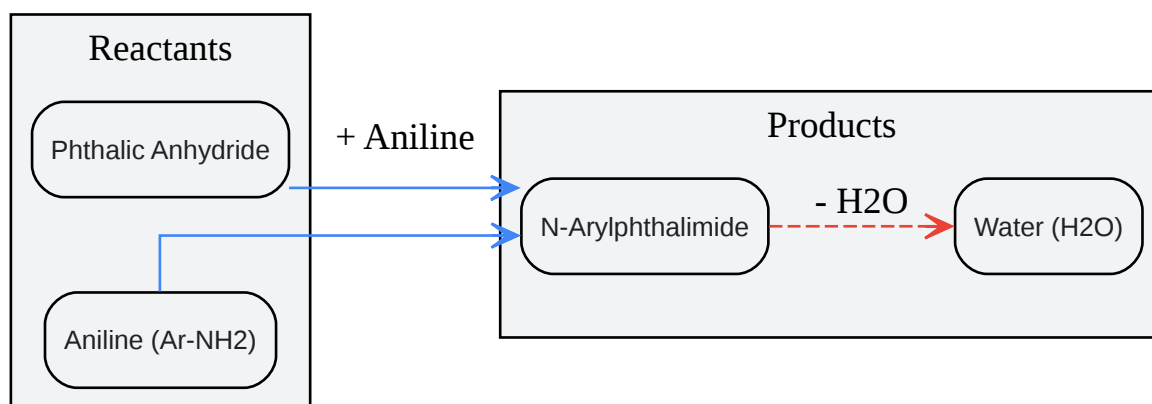 Reactants
Phthalic Anhydride
+ Aniline
Aniline (Ar-NH2)
Products
N-Arylphthalimide
- H2O
Water (H2O)